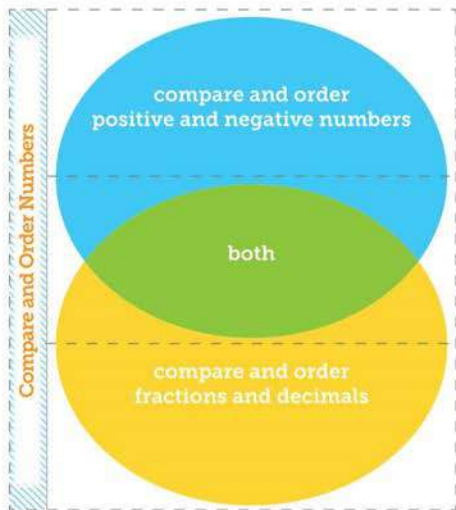 Compare and Order Numbers
compare and order
positive and negative numbers
both
compare and order
fractions and decimals